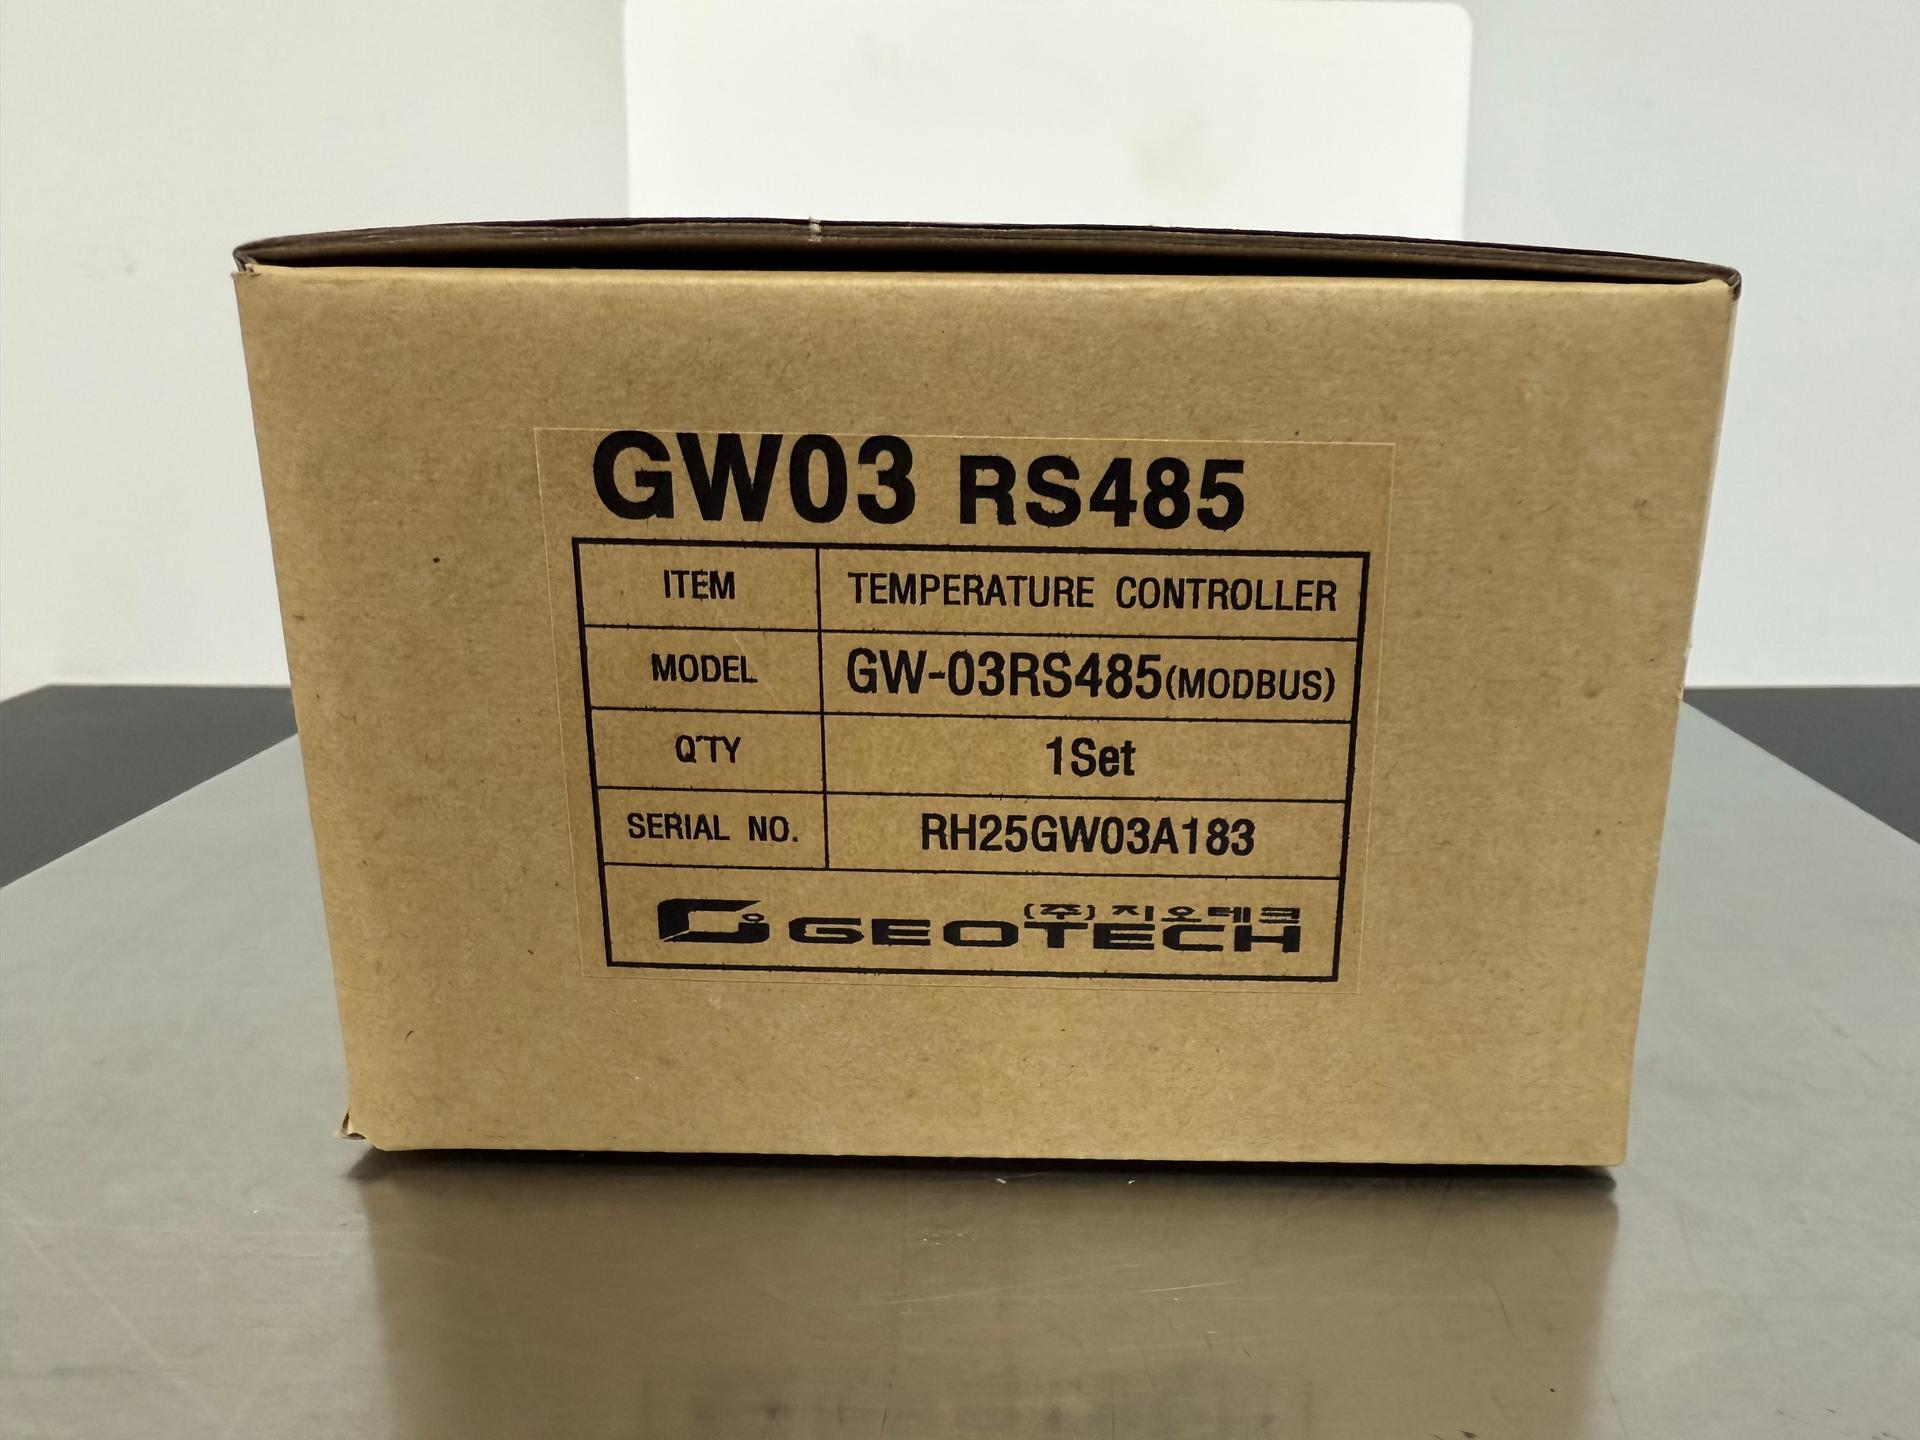 GW03 RS485
ITEM TEMPERATURE CONTROLLER
MODEL GW-03RS485(MODBUS)
Q'TY 1Set
SERIAL NO. RH25GW03A183
(주)지오테크
GEOTECH